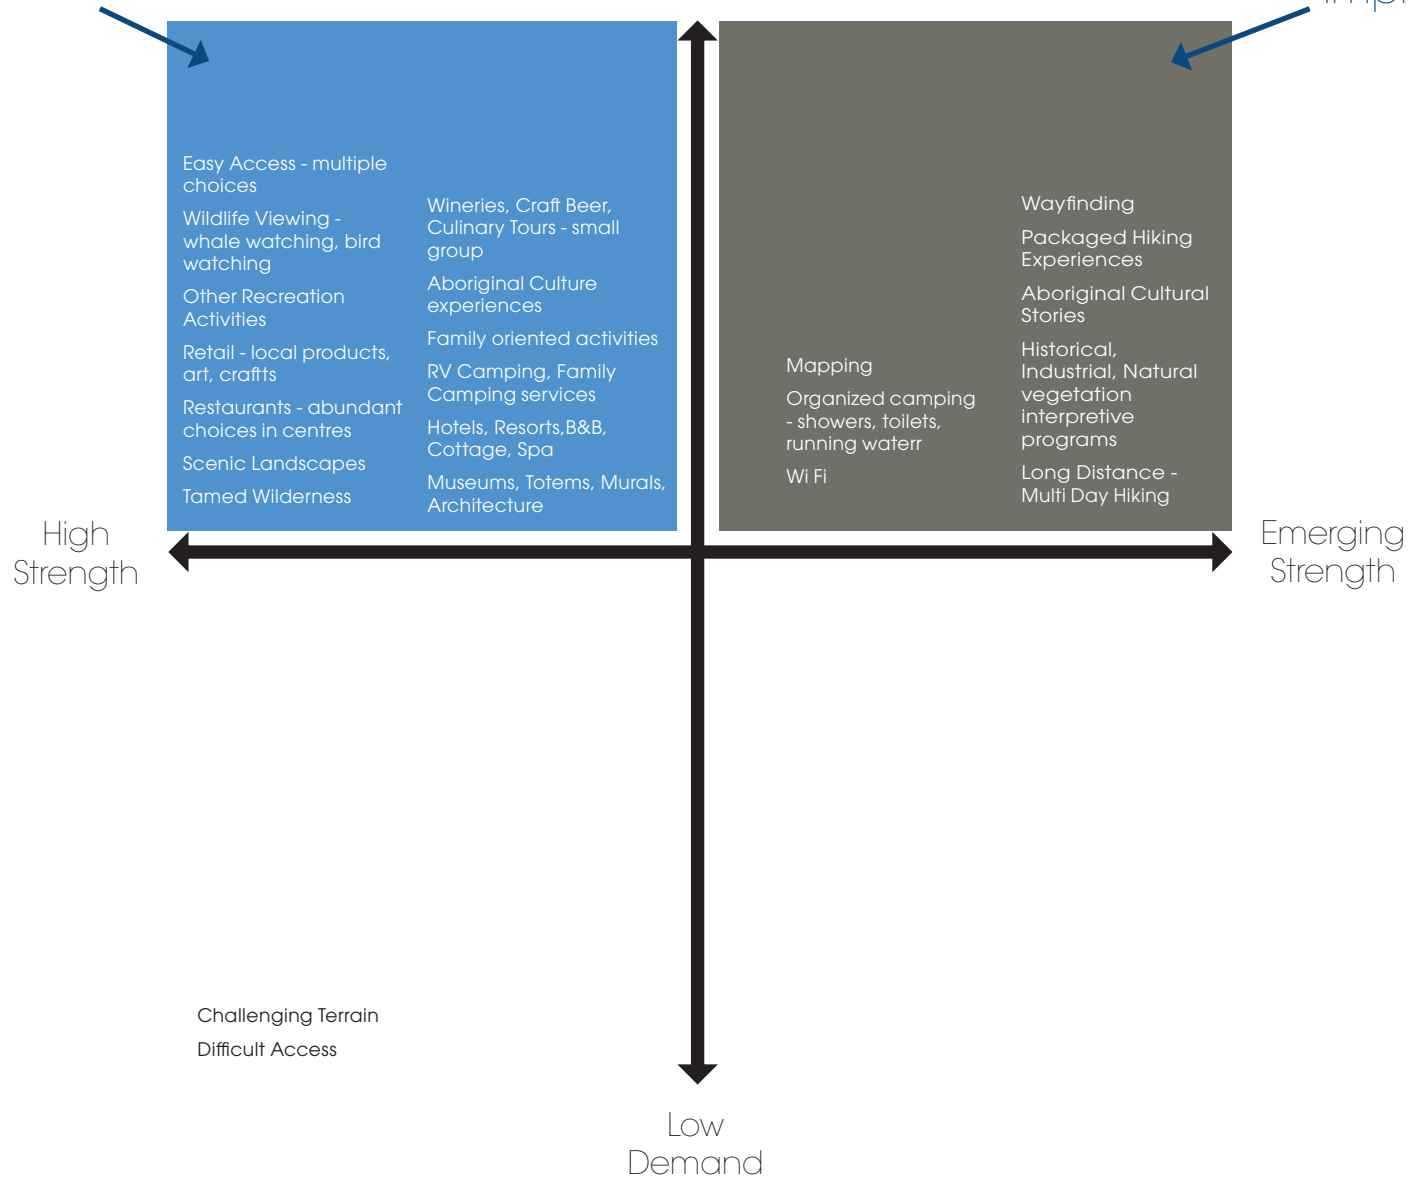 Easy Access - multiple
choices
Wildlife Viewing -
whale watching, bird
watching
Other Recreation
Activities
Retail - local products,
art, craftts
Restaurants - abundant
choices in centres
Scenic Landscapes
Tamed Wilderness
Wineries, Craft Beer,
Culinary Tours - small
group
Aboriginal Culture
experiences
Family oriented activities
RV Camping, Family
Camping services
Hotels, Resorts,B&B,
Cottage, Spa
Museums, Totems, Murals,
Architecture
Mapping
Organized camping
- showers, toilets,
running waterr
Wi Fi
Wayfinding
Packaged Hiking
Experiences
Aboriginal Cultural
Stories
Historical,
Industrial, Natural
vegetation
interpretive
programs
Long Distance -
Multi Day Hiking
High
Strength
Emerging
Strength
Challenging Terrain
Difficult Access
Low
Demand